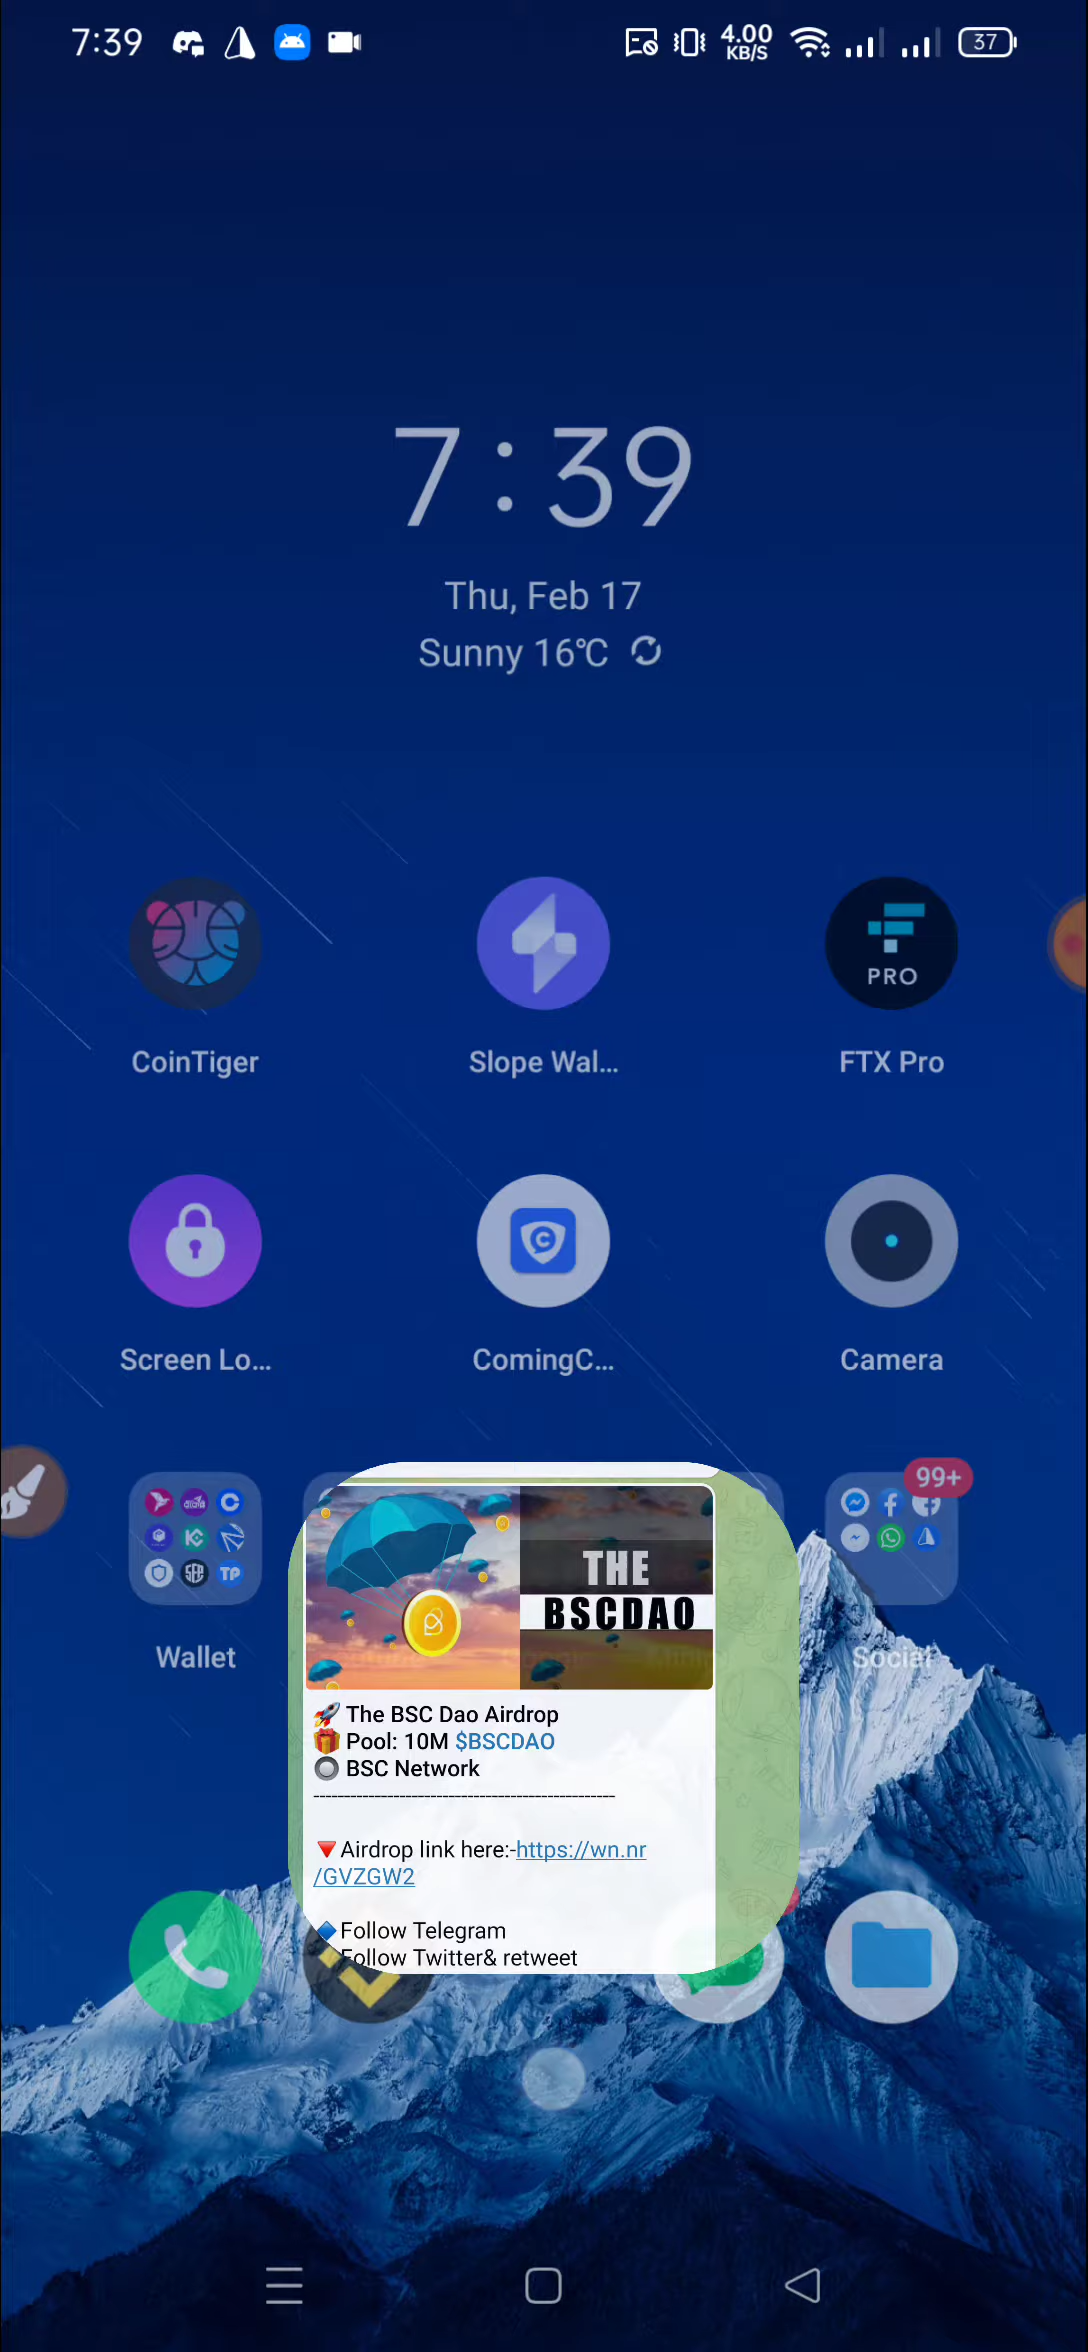 7:39
4.00
KB/S
37
7:39
Thu, Feb 17
Sunny 16℃
PRO
CoinTiger
Slope Wal...
FTX Pro
Screen Lo...
ComingC...
Camera
99+
TP
Wallet
Social
THE
BSCDAO
🚀 The BSC Dao Airdrop
🎁 Pool: 10M $BSCDAO
🔘 BSC Network
--------------------------------------------------
🔻Airdrop link here:-https://wn.nr
/GVZGW2
🔷Follow Telegram
Follow Twitter& retweet